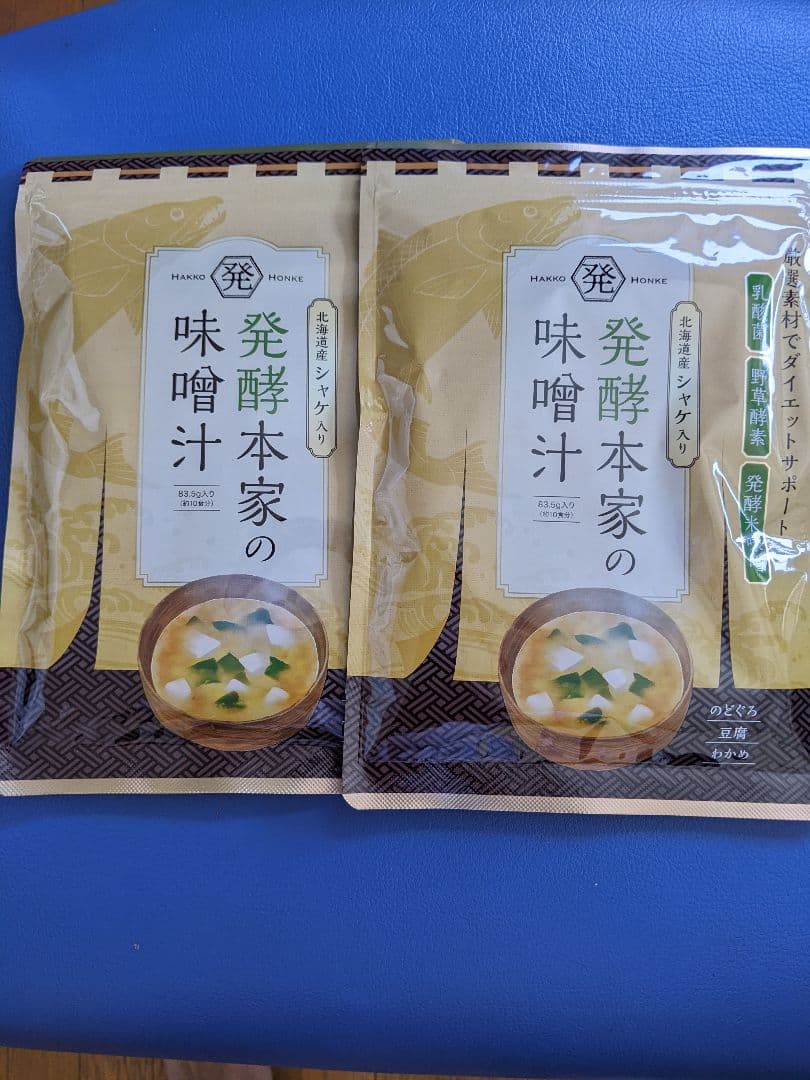 HAKKO 発 HONKE
北海道産シャケ入り
発酵本家の
味噌汁
83.5g入り
(約10食分)
厳選素材でダイエットサポート
乳酸菌
野草酵素
発酵米
HAKKO 発 HONKE
北海道産シャケ入り
発酵本家の
味噌汁
83.5g入り
(約10食分)
のどぐろ
豆腐
わかめ